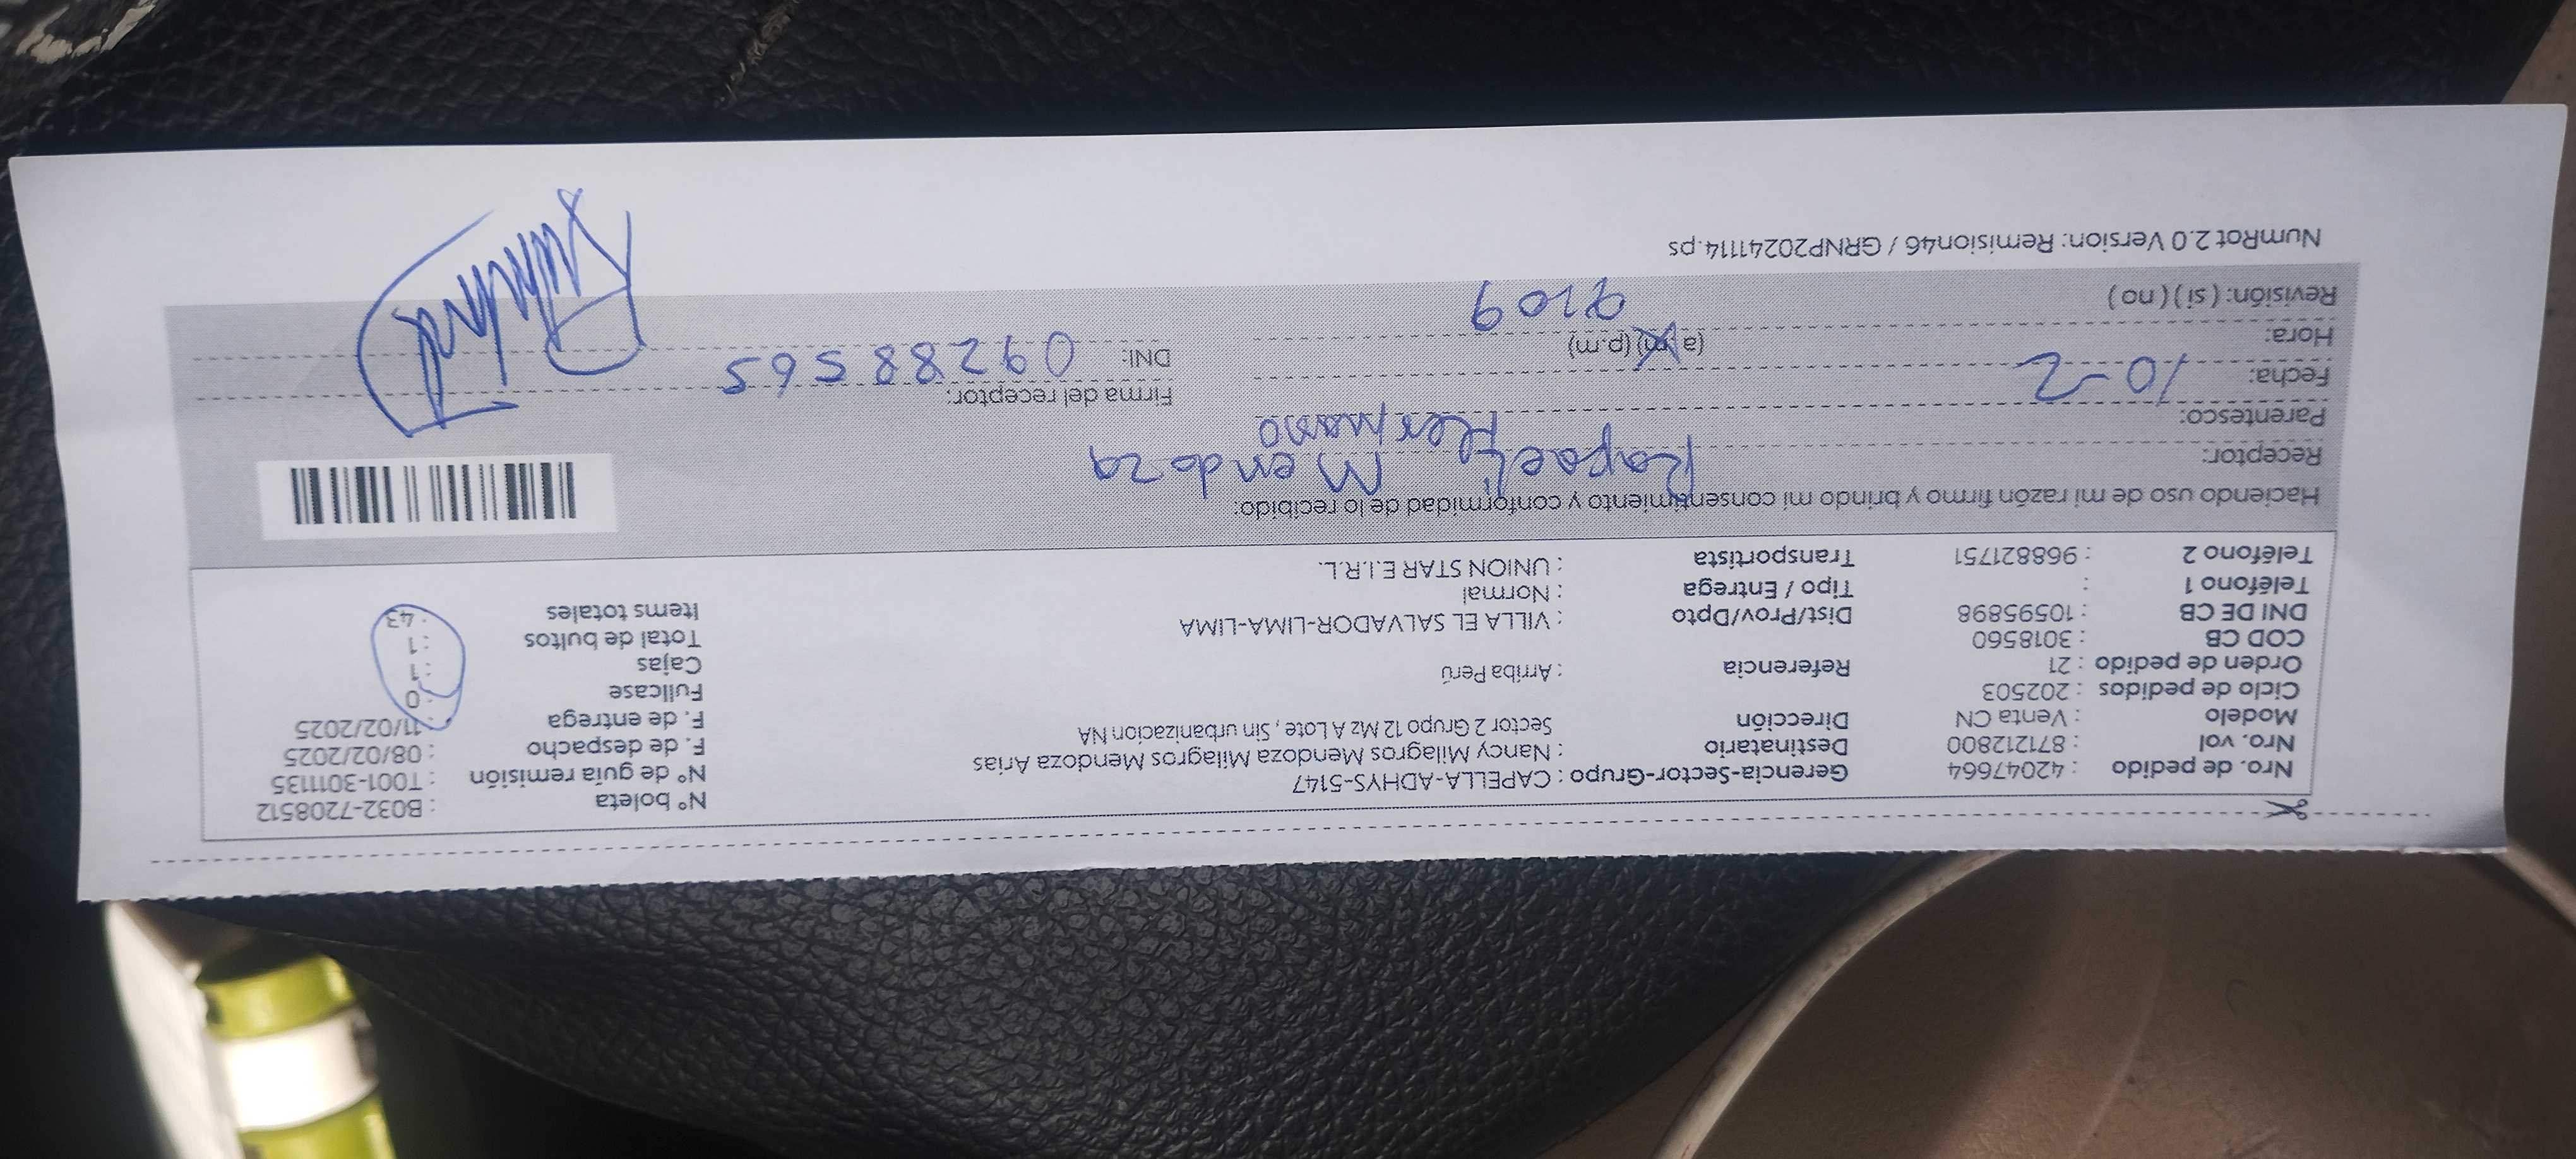 Nro. de pedido : 42047664 Gerencia-Sector-Grupo : CAPELLA-ADHYS-5147 Nº boleta : B032-7208512
Nro. vol : 871212800 Destinatario : Nancy Milagros Mendoza Milagros Mendoza Arias Nº de guía remisión : T001-3011135
Modelo : Venta CN Dirección Sector 2 Grupo 12 Mz A Lote , Sin urbanizacion NA F. de despacho : 08/02/2025
Ciclo de pedidos : 202503 F. de entrega : 11/02/2025
Orden de pedido : 21 Referencia : Arriba Perú Fullcase : 0
COD CB : 3018560 Cajas : 1
DNI DE CB : 10595898 Dist/Prov/Dpto : VILLA EL SALVADOR-LIMA-LIMA Total de bultos : 1
Teléfono 1 : Tipo / Entrega : Normal Items totales : 43
Teléfono 2 : 968821751 Transportista : UNION STAR E.I.R.L.
Haciendo uso de mi razón firmo y brindo mi consentimiento y conformidad de lo recibido:
Receptor: Rapael Mendoza
Parentesco: Hermano
Firma del receptor:
Fecha: 10-2
DNI: 09288565
Hora: (a.m) (p.m)
9:09
Revisión: (si) (no)
NumRot 2.0 Version: Remision46 / GRNP20241114.ps